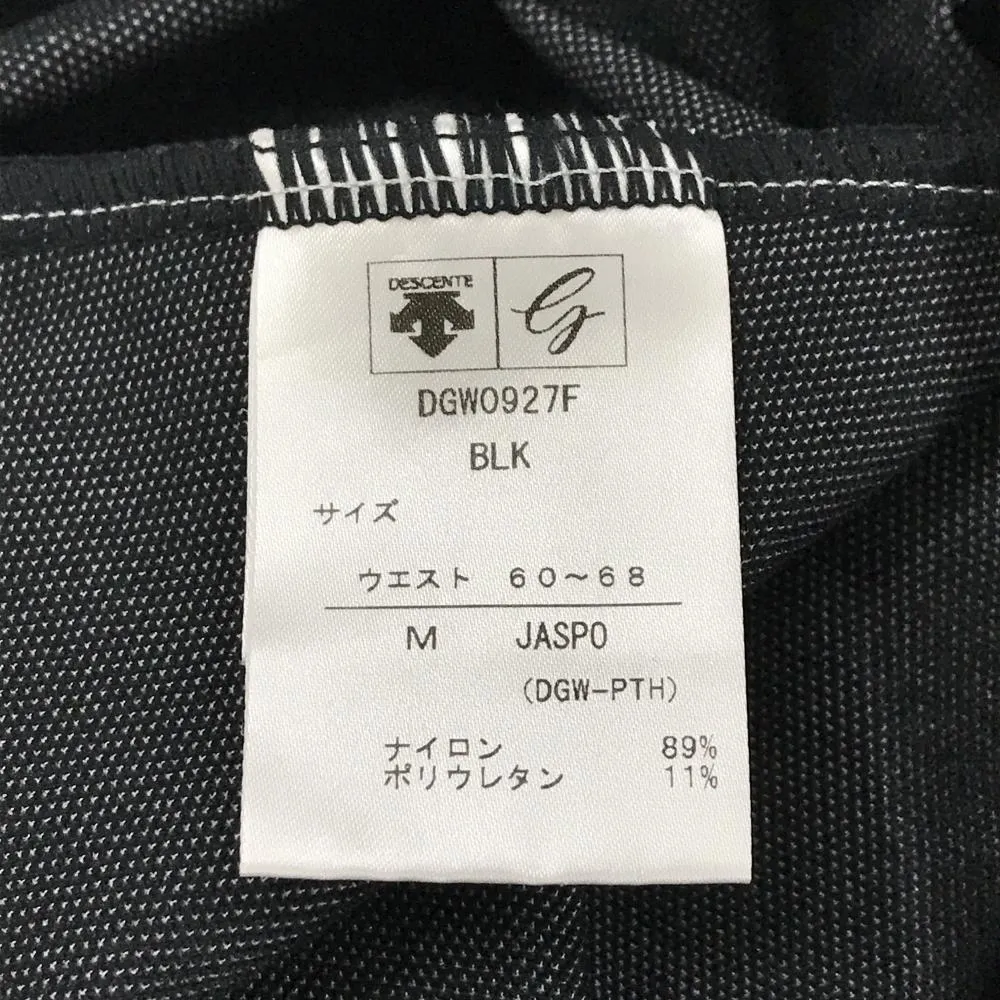 DESCENTE G
DGW0927F
BLK
サイズ
ウエスト 60～68
M JASPO
(DGW-PTH)
ナイロン 89%
ポリウレタン 11%